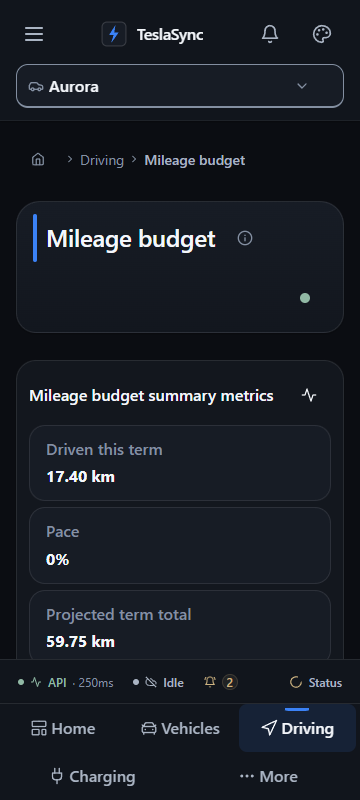 TeslaSync
Aurora
Driving Mileage budget
Mileage budget
Mileage budget summary metrics
Driven this term
17.40 km
Pace
0%
Projected term total
59.75 km
API · 250ms Idle 2 Status
Home Vehicles Driving
Charging More